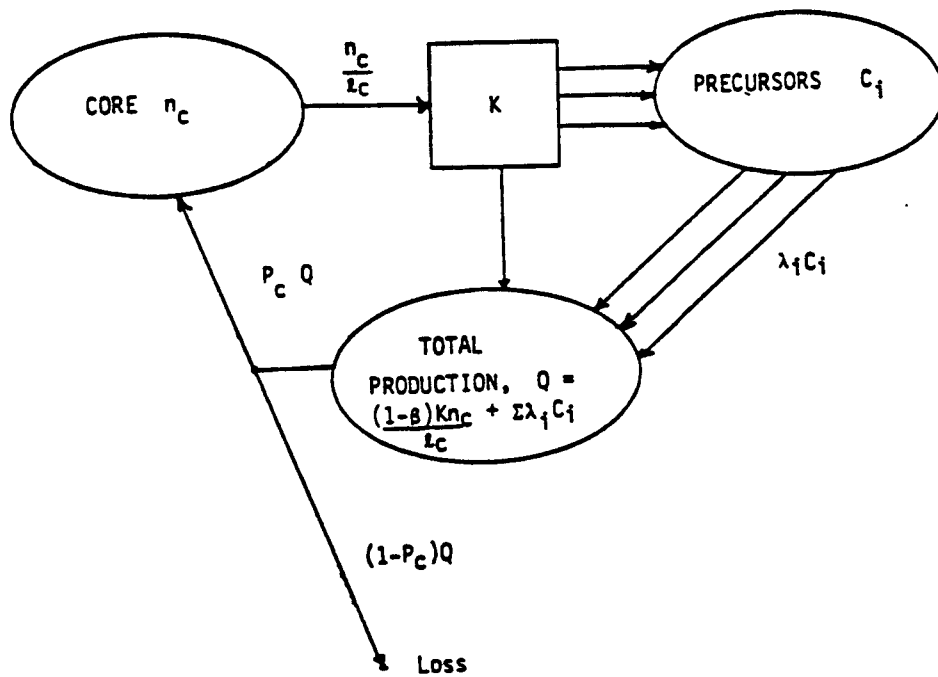 CORE n_c
n_c
ℓ_c
K
PRECURSORS C_i
P_c Q
λ_i C_i
TOTAL
PRODUCTION, Q =
(1-β)Kn_c + Σλ_i C_i
ℓ_c
(1-P_c)Q
Loss